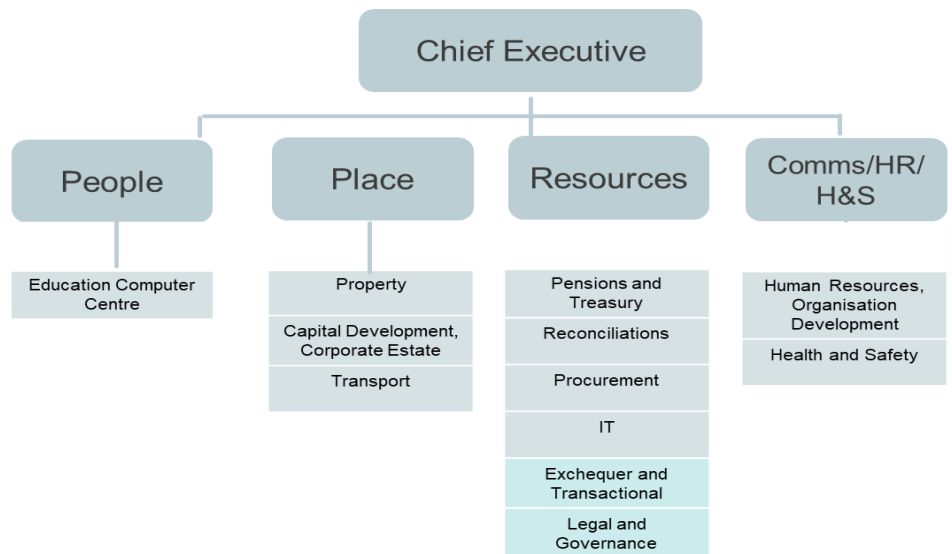 Chief Executive
People
Place
Resources
Comms/HR/
H&S
Education Computer
Centre
Property
Capital Development,
Corporate Estate
Transport
Pensions and
Treasury
Reconciliations
Procurement
IT
Exchequer and
Transactional
Legal and
Governance
Human Resources,
Organisation
Development
Health and Safety